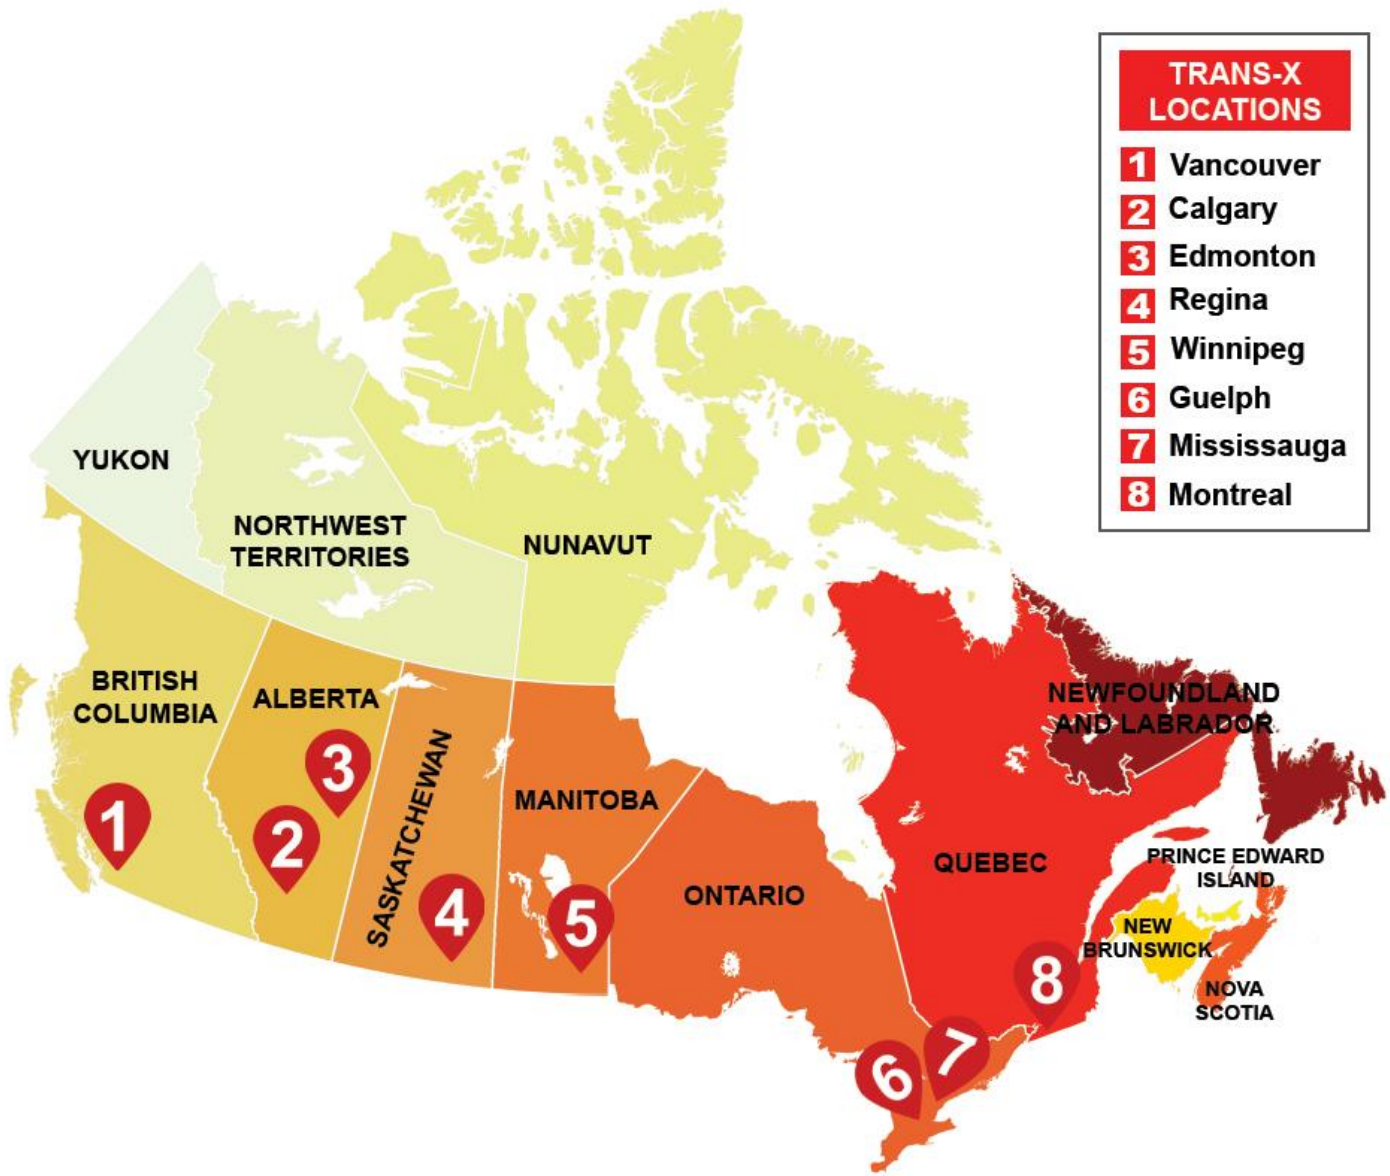 TRANS-X
LOCATIONS
1 Vancouver
2 Calgary
3 Edmonton
4 Regina
5 Winnipeg
6 Guelph
7 Mississauga
8 Montreal
YUKON
NORTHWEST
TERRITORIES
NUNAVUT
BRITISH
COLUMBIA
ALBERTA
SASKATCHEWAN
MANITOBA
ONTARIO
QUEBEC
NEWFOUNDLAND
AND LABRADOR
PRINCE EDWARD
ISLAND
NEW
BRUNSWICK
NOVA
SCOTIA
1
2
3
4
5
6
7
8